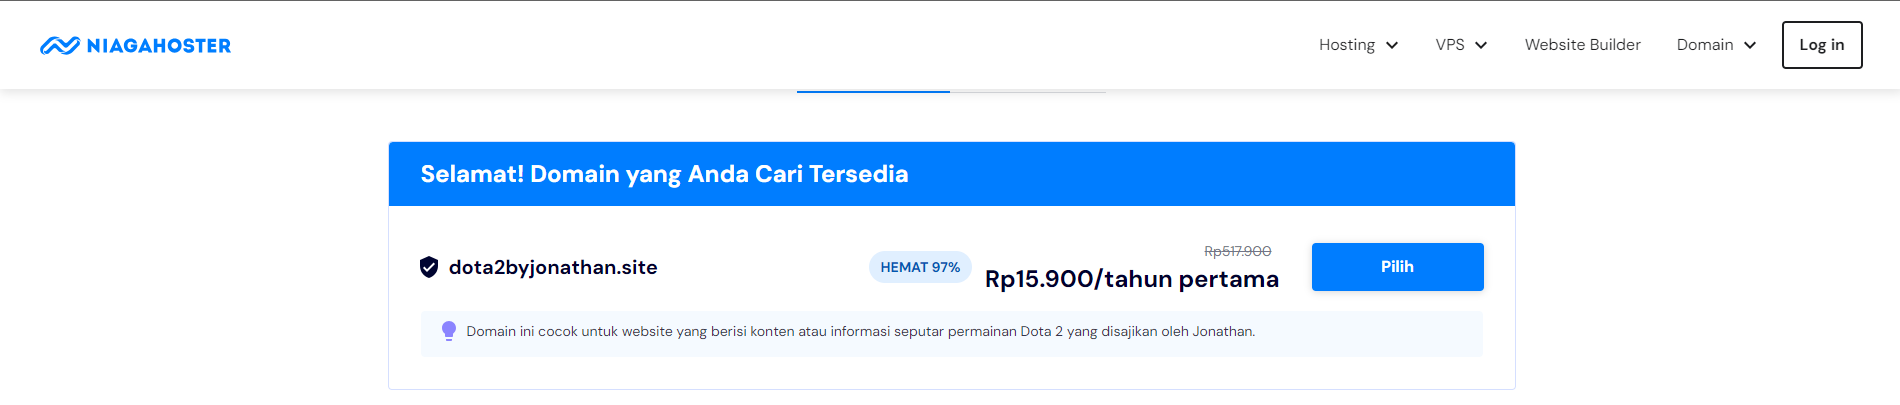 NIAGAHOSTER
Hosting
VPS
Website Builder
Domain
Log in
Selamat! Domain yang Anda Cari Tersedia
dota2byjonathan.site
HEMAT 97%
Rp517.900
Rp15.900/tahun pertama
Pilih
Domain ini cocok untuk website yang berisi konten atau informasi seputar permainan Dota 2 yang disajikan oleh Jonathan.